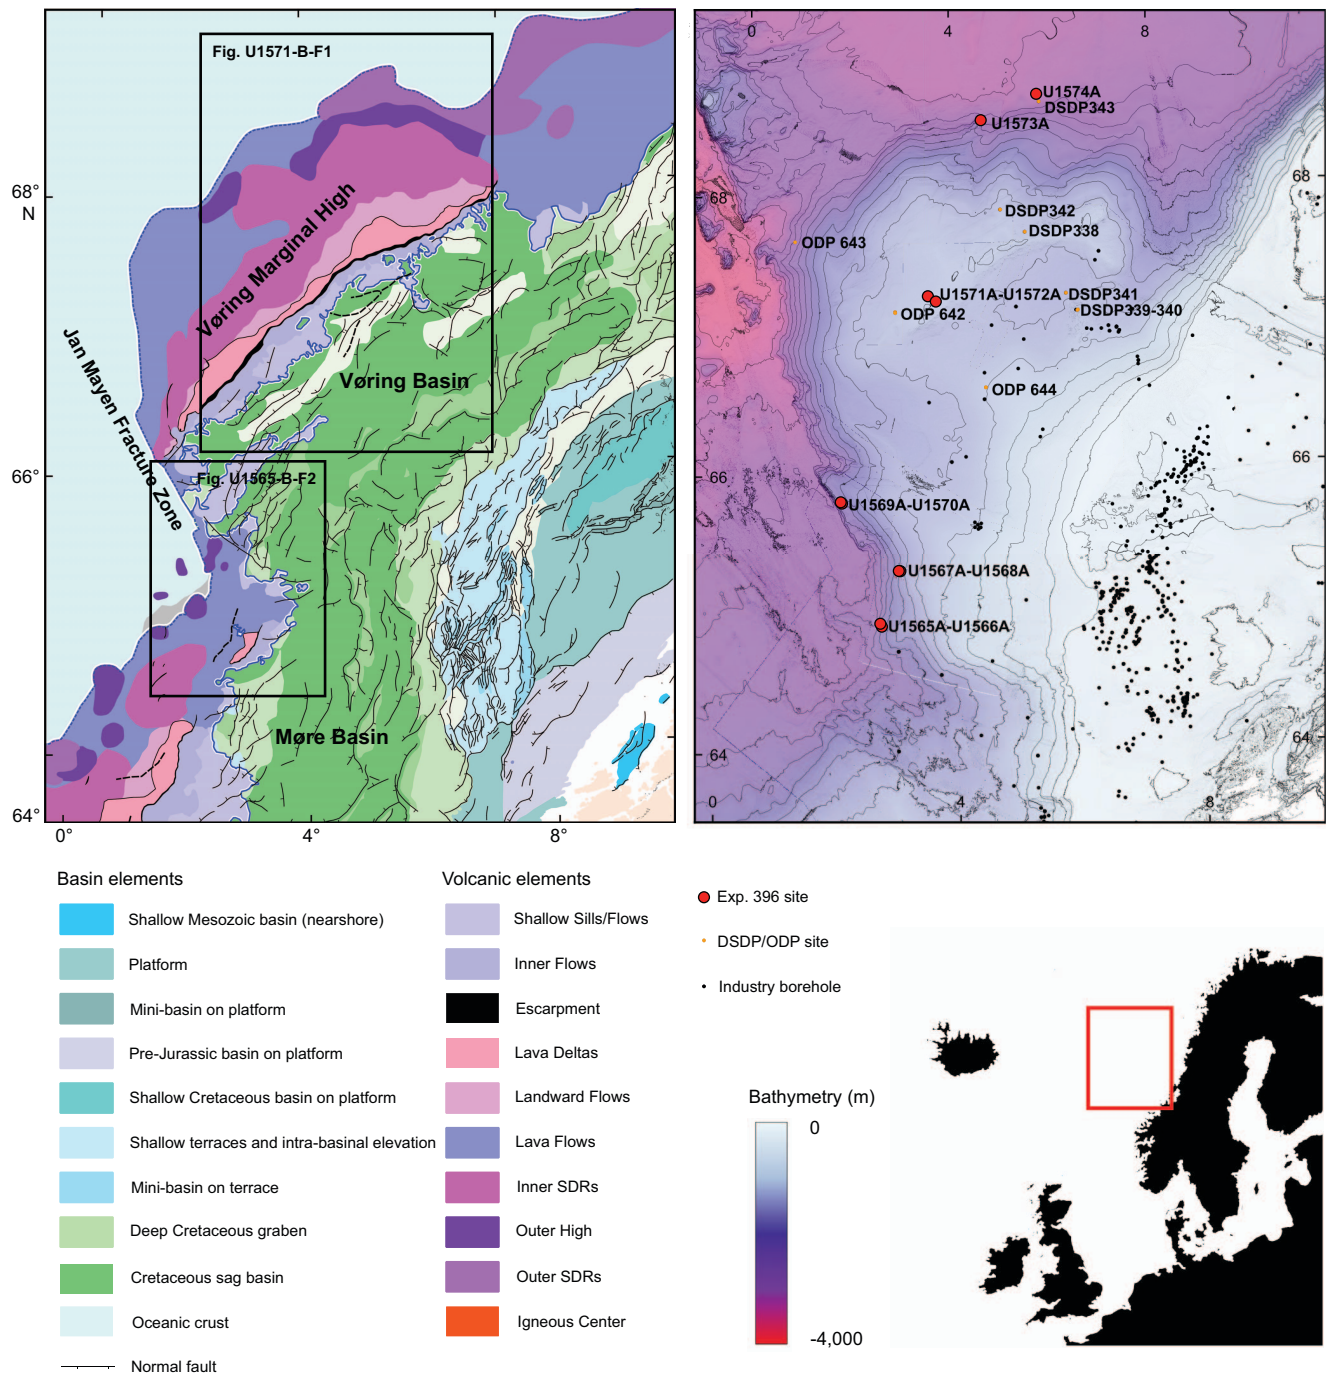 Fig. U1571-B-F1
68°
N
Vøring Marginal High
Jan Mayen Fracture Zone
Vøring Basin
66°
Fig. U1565-B-F2
Møre Basin
64°
0°
4°
8°
0
4
8
U1574A
DSDP343
U1573A
68
68
DSDP342
DSDP338
ODP 643
U1571A-U1572A
DSDP341
ODP 642
DSDP339-340
ODP 644
66
66
U1569A-U1570A
U1567A-U1568A
U1565A-U1566A
64
64
0
4
8
Basin elements
Shallow Mesozoic basin (nearshore)
Platform
Mini-basin on platform
Pre-Jurassic basin on platform
Shallow Cretaceous basin on platform
Shallow terraces and intra-basinal elevation
Mini-basin on terrace
Deep Cretaceous graben
Cretaceous sag basin
Oceanic crust
Normal fault
Volcanic elements
Shallow Sills/Flows
Inner Flows
Escarpment
Lava Deltas
Landward Flows
Lava Flows
Inner SDRs
Outer High
Outer SDRs
Igneous Center
Exp. 396 site
DSDP/ODP site
Industry borehole
Bathymetry (m)
0
-4,000